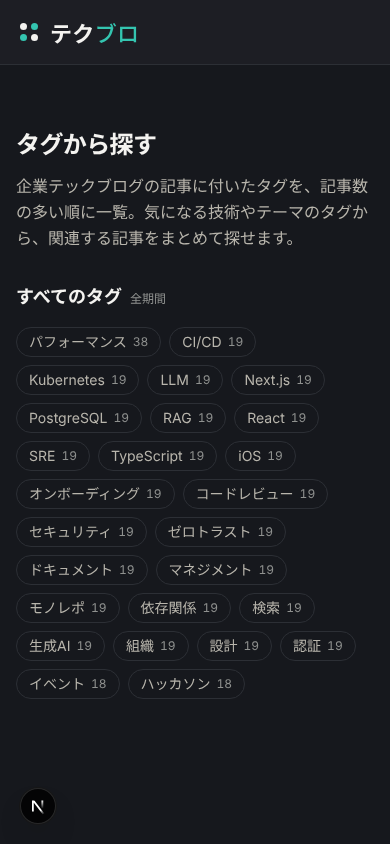 テクブロ
タグから探す
企業テックブログの記事に付いたタグを、記事数
の多い順に一覧。気になる技術やテーマのタグか
ら、関連する記事をまとめて探せます。
すべてのタグ 全期間
パフォーマンス 38 CI/CD 19
Kubernetes 19 LLM 19 Next.js 19
PostgreSQL 19 RAG 19 React 19
SRE 19 TypeScript 19 iOS 19
オンボーディング 19 コードレビュー 19
セキュリティ 19 ゼロトラスト 19
ドキュメント 19 マネジメント 19
モノレポ 19 依存関係 19 検索 19
生成AI 19 組織 19 設計 19 認証 19
イベント 18 ハッカソン 18
N